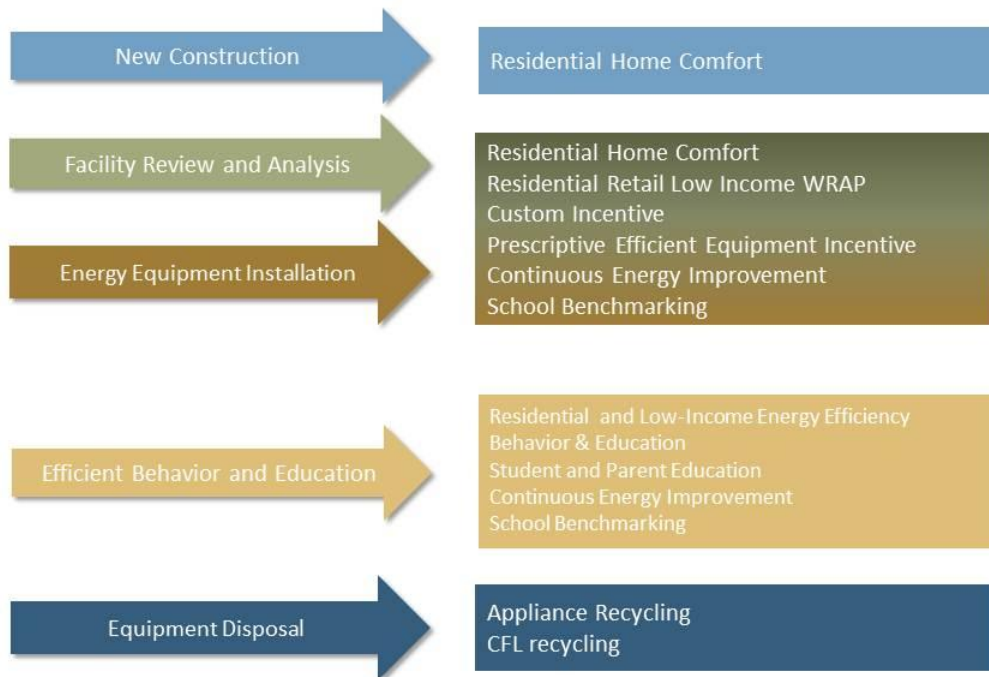 New Construction
Residential Home Comfort
Facility Review and Analysis
Energy Equipment Installation
Residential Home Comfort
Residential Retail Low Income WRAP
Custom Incentive
Prescriptive Efficient Equipment Incentive
Continuous Energy Improvement
School Benchmarking
Efficient Behavior and Education
Residential and Low-Income Energy Efficiency
Behavior & Education
Student and Parent Education
Continuous Energy Improvement
School Benchmarking
Equipment Disposal
Appliance Recycling
CFL recycling